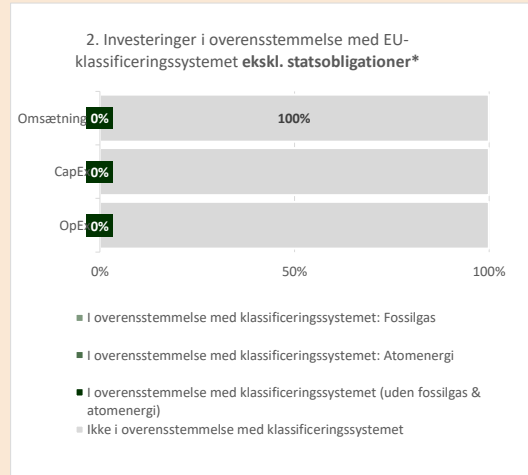 2. Investeringer i overensstemmelse med EU-
klassificeringssystemet ekskl. statsobligationer*
Omsætning 0% 100%
CapEx 0%
OpEx 0%
0% 50% 100%
I overensstemmelse med klassificeringssystemet: Fossilgas
I overensstemmelse med klassificeringssystemet: Atomenergi
I overensstemmelse med klassificeringssystemet (uden fossilgas &
atomenergi)
Ikke i overensstemmelse med klassificeringssystemet